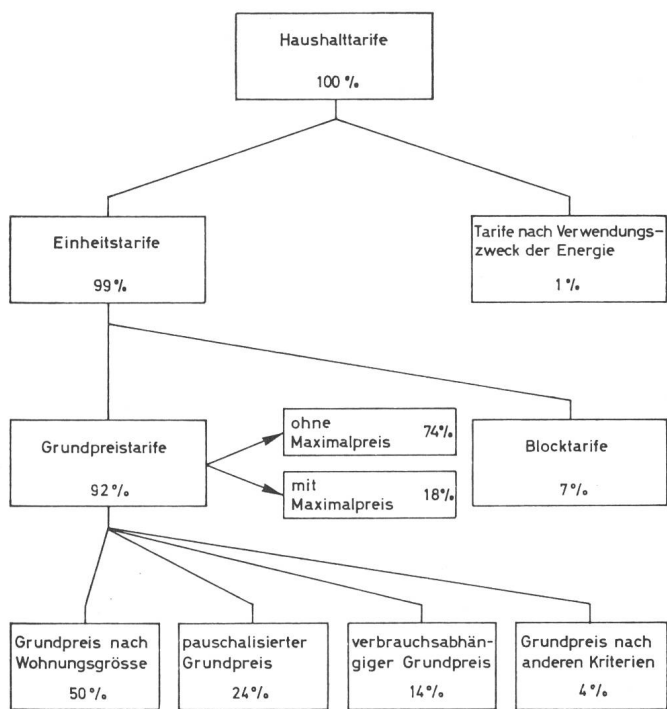 Haushalttarife
100 %
Einheitstarife
99%
Tarife nach Verwendungs-
zweck der Energie
1%
Grundpreistarife
92%
ohne
Maximalpreis 74%
mit
Maximalpreis 18%
Blocktarife
7%
Grundpreis nach
Wohnungsgrösse
50%
pauschalisierter
Grundpreis
24%
verbrauchsabhän-
giger Grundpreis
14%
Grundpreis nach
anderen Kriterien
4%